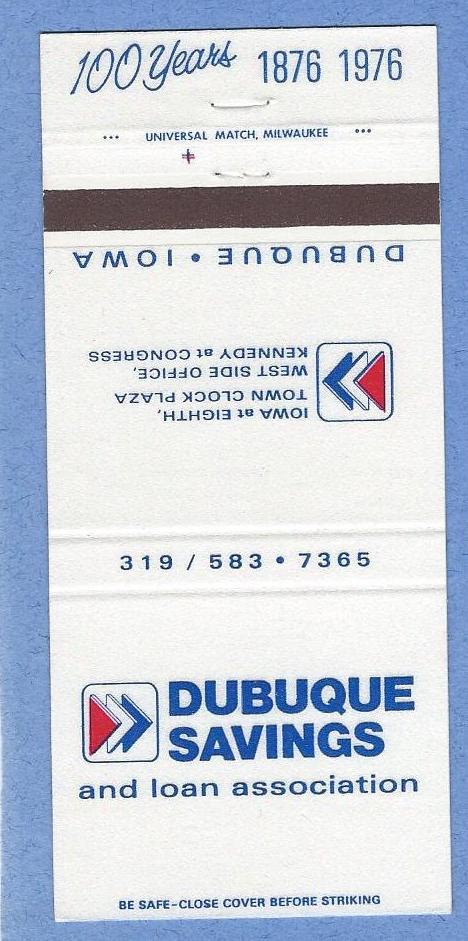 100 Years 1876 1976
••• UNIVERSAL MATCH, MILWAUKEE •••
DUBUQUE • IOWA
IOWA at EIGHTH,
TOWN CLOCK PLAZA
WEST SIDE OFFICE,
KENNEDY at CONGRESS
319 / 583 • 7365
DUBUQUE
SAVINGS
and loan association
BE SAFE-CLOSE COVER BEFORE STRIKING